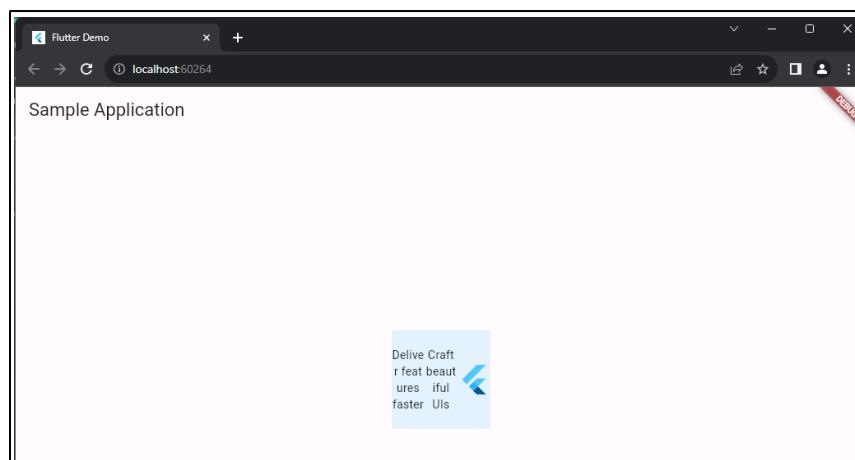 Flutter Demo
localhost:60264
Sample Application
DEBUG
Delive Craft
r feat beaut
ures iful
faster UIs